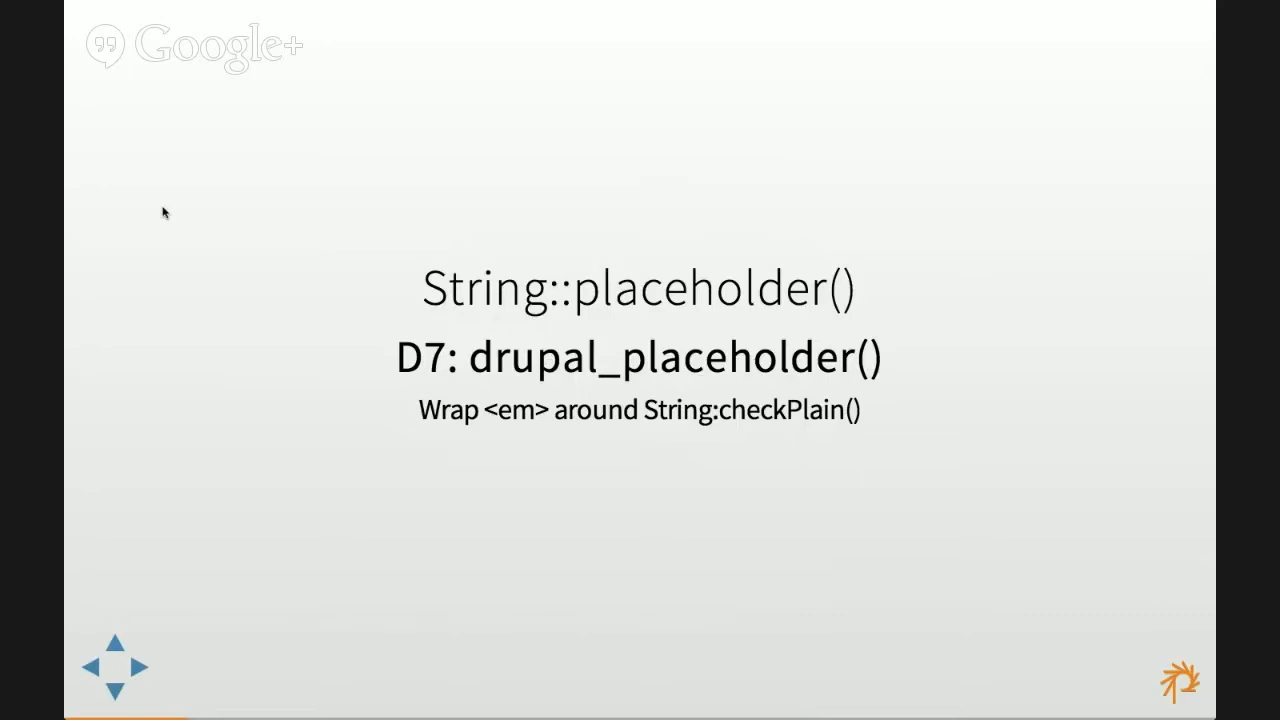 Google+
String::placeholder()
D7: drupal_placeholder()
Wrap <em> around String:checkPlain()